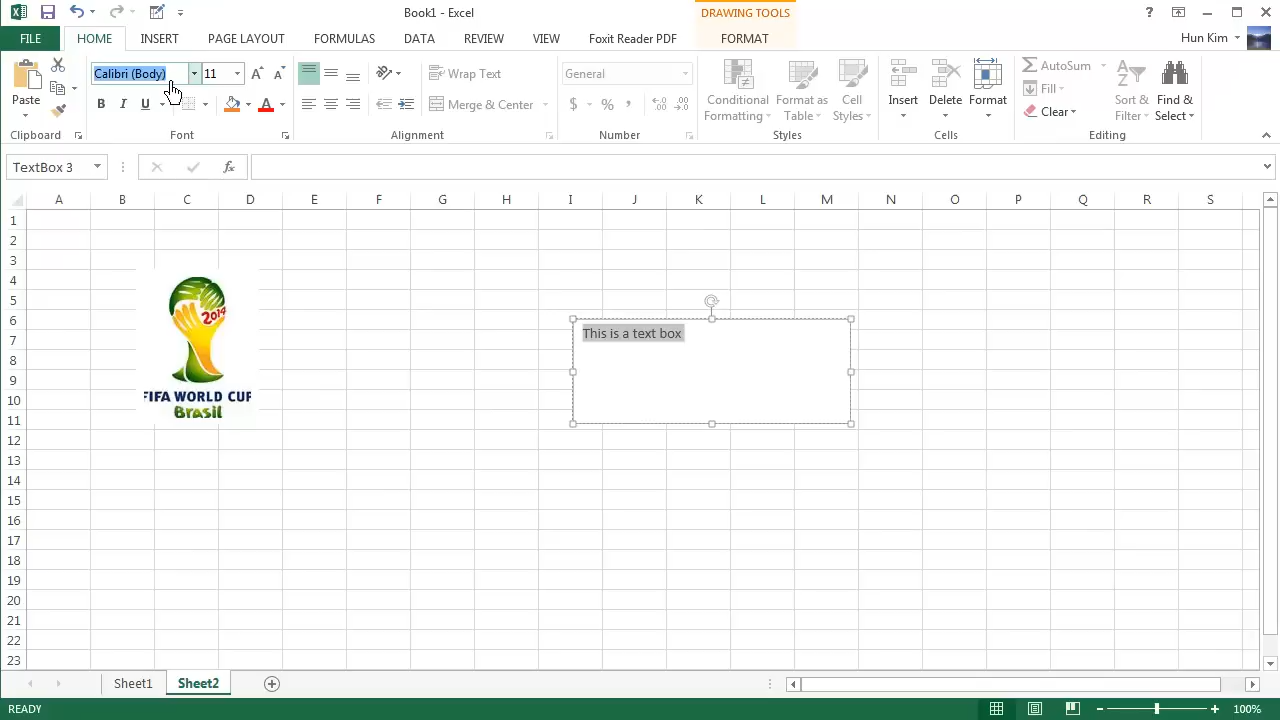 Book1 - Excel
DRAWING TOOLS
FILE
HOME
INSERT
PAGE LAYOUT
FORMULAS
DATA
REVIEW
VIEW
Foxit Reader PDF
FORMAT
Hun Kim
Paste
Clipboard
Calibri (Body)
11
B I U
Font
Wrap Text
Merge & Center
Alignment
General
$ % ,
Number
Conditional Formatting
Format as Table
Cell Styles
Styles
Insert
Delete
Format
Cells
AutoSum
Fill
Clear
Sort & Filter
Find & Select
Editing
TextBox 3
fx
A B C D E F G H I J K L M N O P Q R S
1
2
3
4
5
6
7
8
9
10
11
12
13
14
15
16
17
18
19
20
21
22
23
2014
FIFA WORLD CUP
Brasil
This is a text box
Sheet1
Sheet2
READY
100%